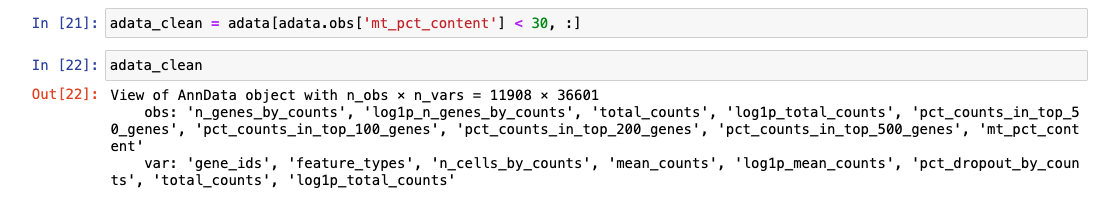 In [21]: adata_clean = adata[adata.obs['mt_pct_content'] < 30, :]
In [22]: adata_clean
Out[22]: View of AnnData object with n_obs × n_vars = 11908 × 36601
obs: 'n_genes_by_counts', 'log1p_n_genes_by_counts', 'total_counts', 'log1p_total_counts', 'pct_counts_in_top_5
0_genes', 'pct_counts_in_top_100_genes', 'pct_counts_in_top_200_genes', 'pct_counts_in_top_500_genes', 'mt_pct_cont
ent'
var: 'gene_ids', 'feature_types', 'n_cells_by_counts', 'mean_counts', 'log1p_mean_counts', 'pct_dropout_by_coun
ts', 'total_counts', 'log1p_total_counts'